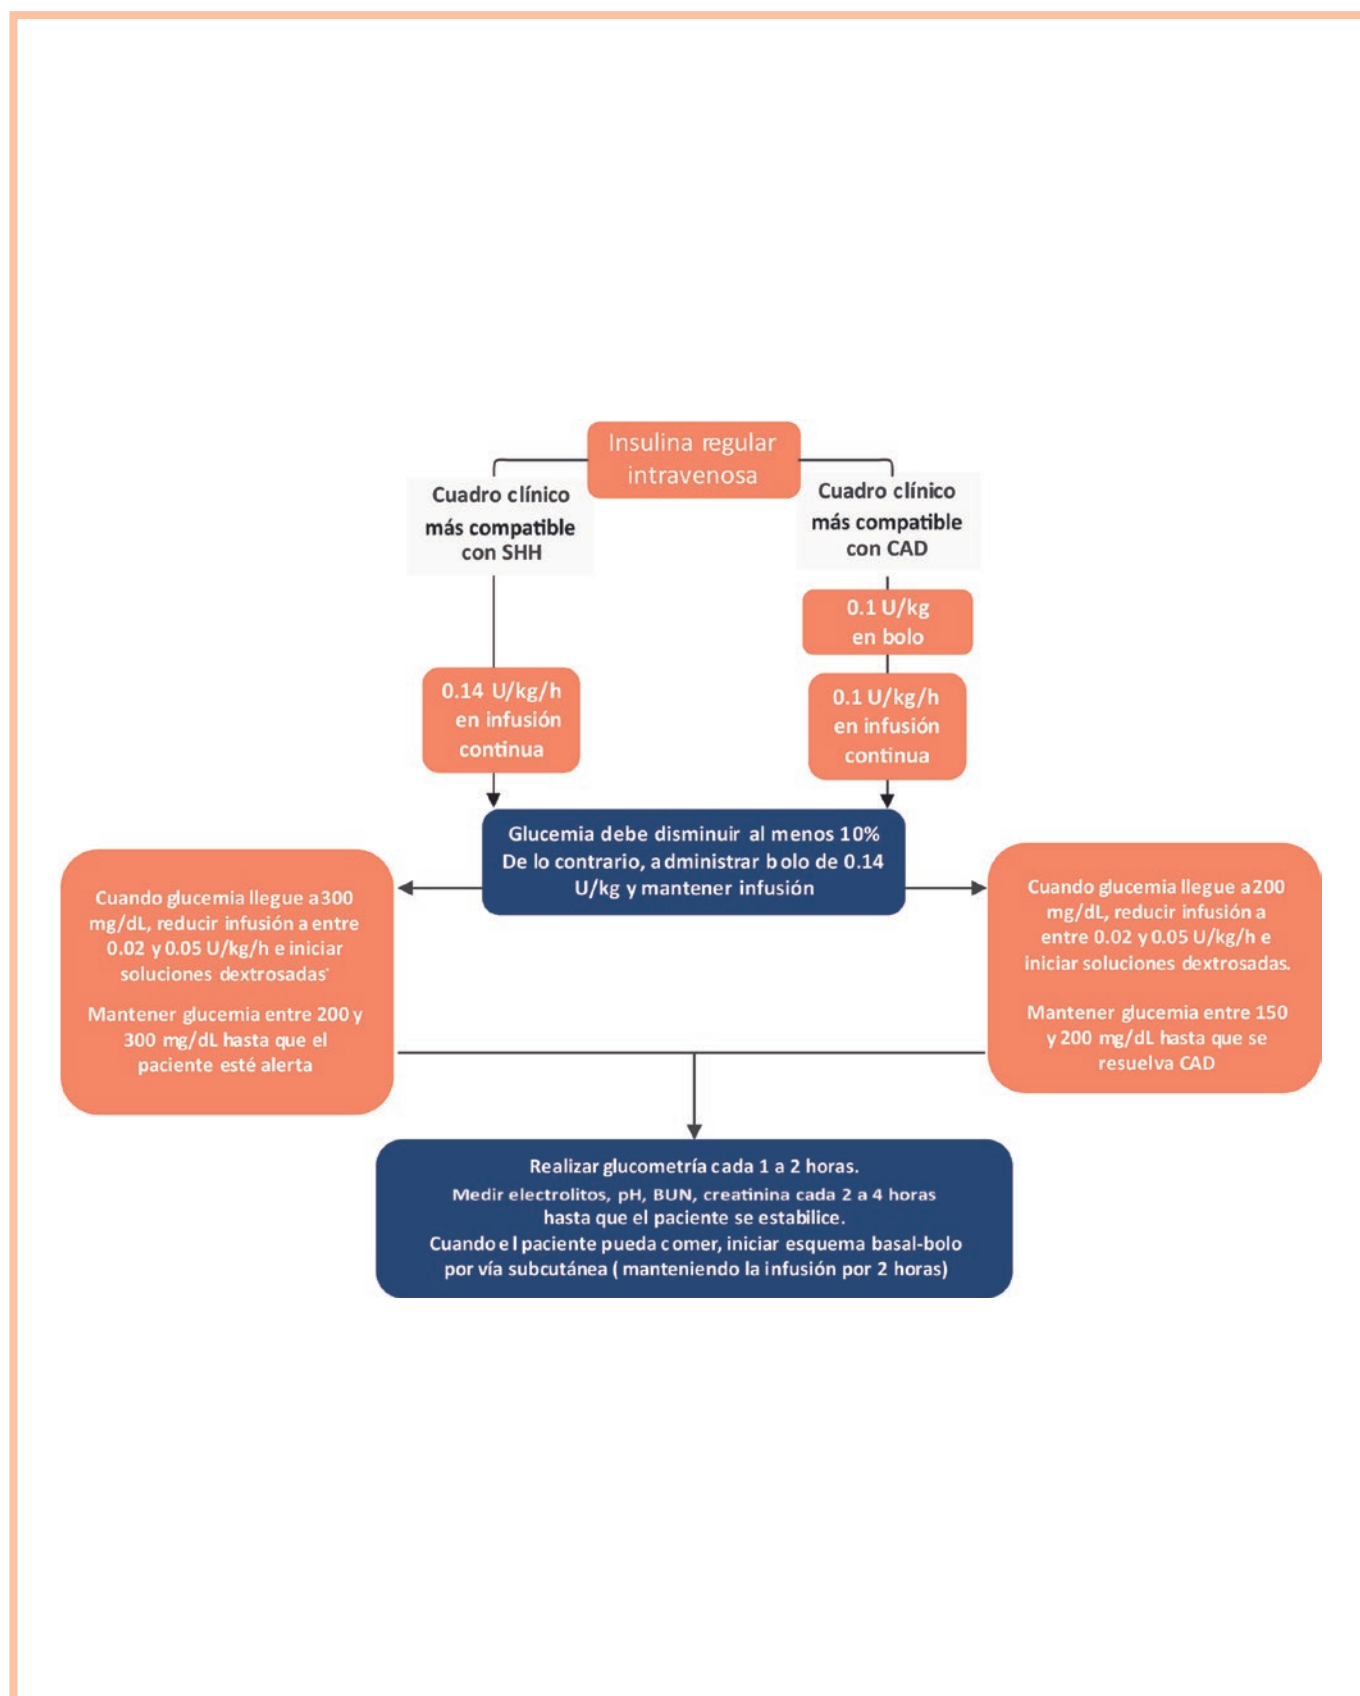 Insulina regular
intravenosa
Cuadro clínico
más compatible
con SHH
Cuadro clínico
más compatible
con CAD
0.1 U/kg
en bolo
0.14 U/kg/h
en infusión
continua
0.1 U/kg/h
en infusión
continua
Glucemia debe disminuir al menos 10%
De lo contrario, administrar bolo de 0.14
U/kg y mantener infusión
Cuando glucemia llegue a 300
mg/dL, reducir infusión a entre
0.02 y 0.05 U/kg/h e iniciar
soluciones dextrosadas·
Mantener glucemia entre 200 y
300 mg/dL hasta que el
paciente esté alerta
Cuando glucemia llegue a 200
mg/dL, reducir infusión a
entre 0.02 y 0.05 U/kg/h e
iniciar soluciones dextrosadas.
Mantener glucemia entre 150
y 200 mg/dL hasta que se
resuelva CAD
Realizar glucometría cada 1 a 2 horas.
Medir electrolitos, pH, BUN, creatinina cada 2 a 4 horas
hasta que el paciente se estabilice.
Cuando el paciente pueda comer, iniciar esquema basal-bolo
por vía subcutánea ( manteniendo la infusión por 2 horas)